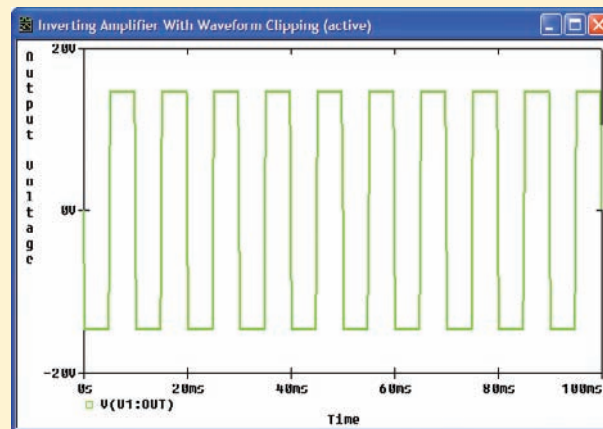 Inverting Amplifier With Waveform Clipping (active)
20V
Output Voltage
0V
-20V
0s 20ms 40ms 60ms 80ms 100ms
V(U1:OUT)
Time